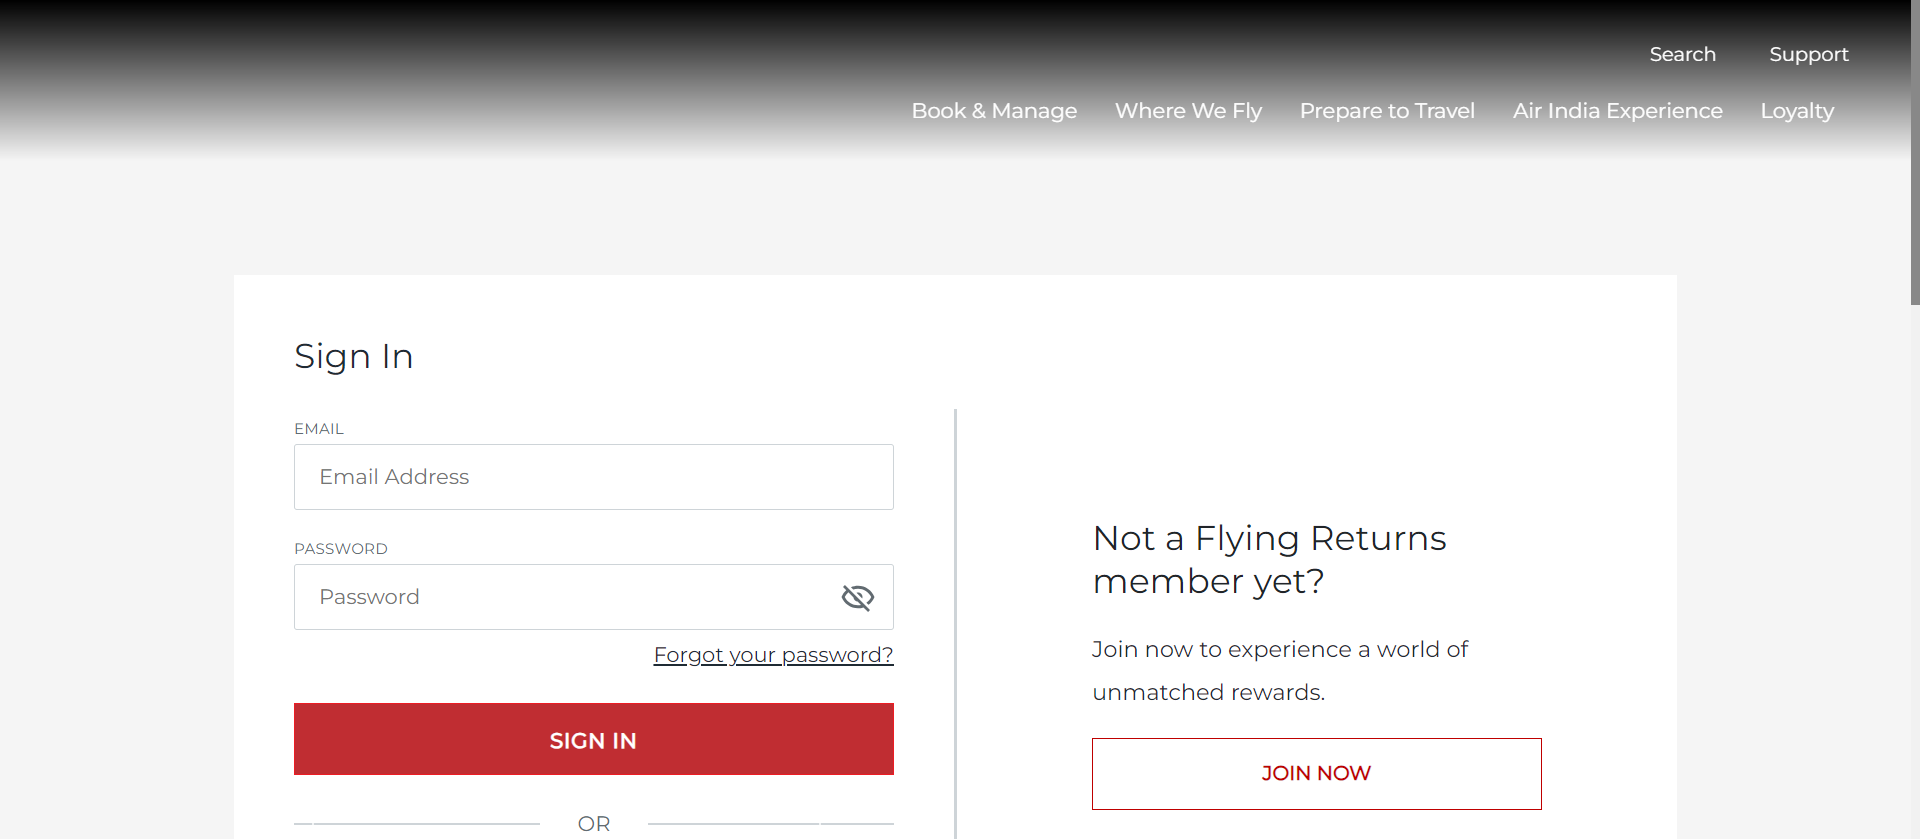 Search Support
Book & Manage Where We Fly Prepare to Travel Air India Experience Loyalty
Sign In
EMAIL
Email Address
PASSWORD
Password
Forgot your password?
SIGN IN
OR
Not a Flying Returns
member yet?
Join now to experience a world of
unmatched rewards.
JOIN NOW